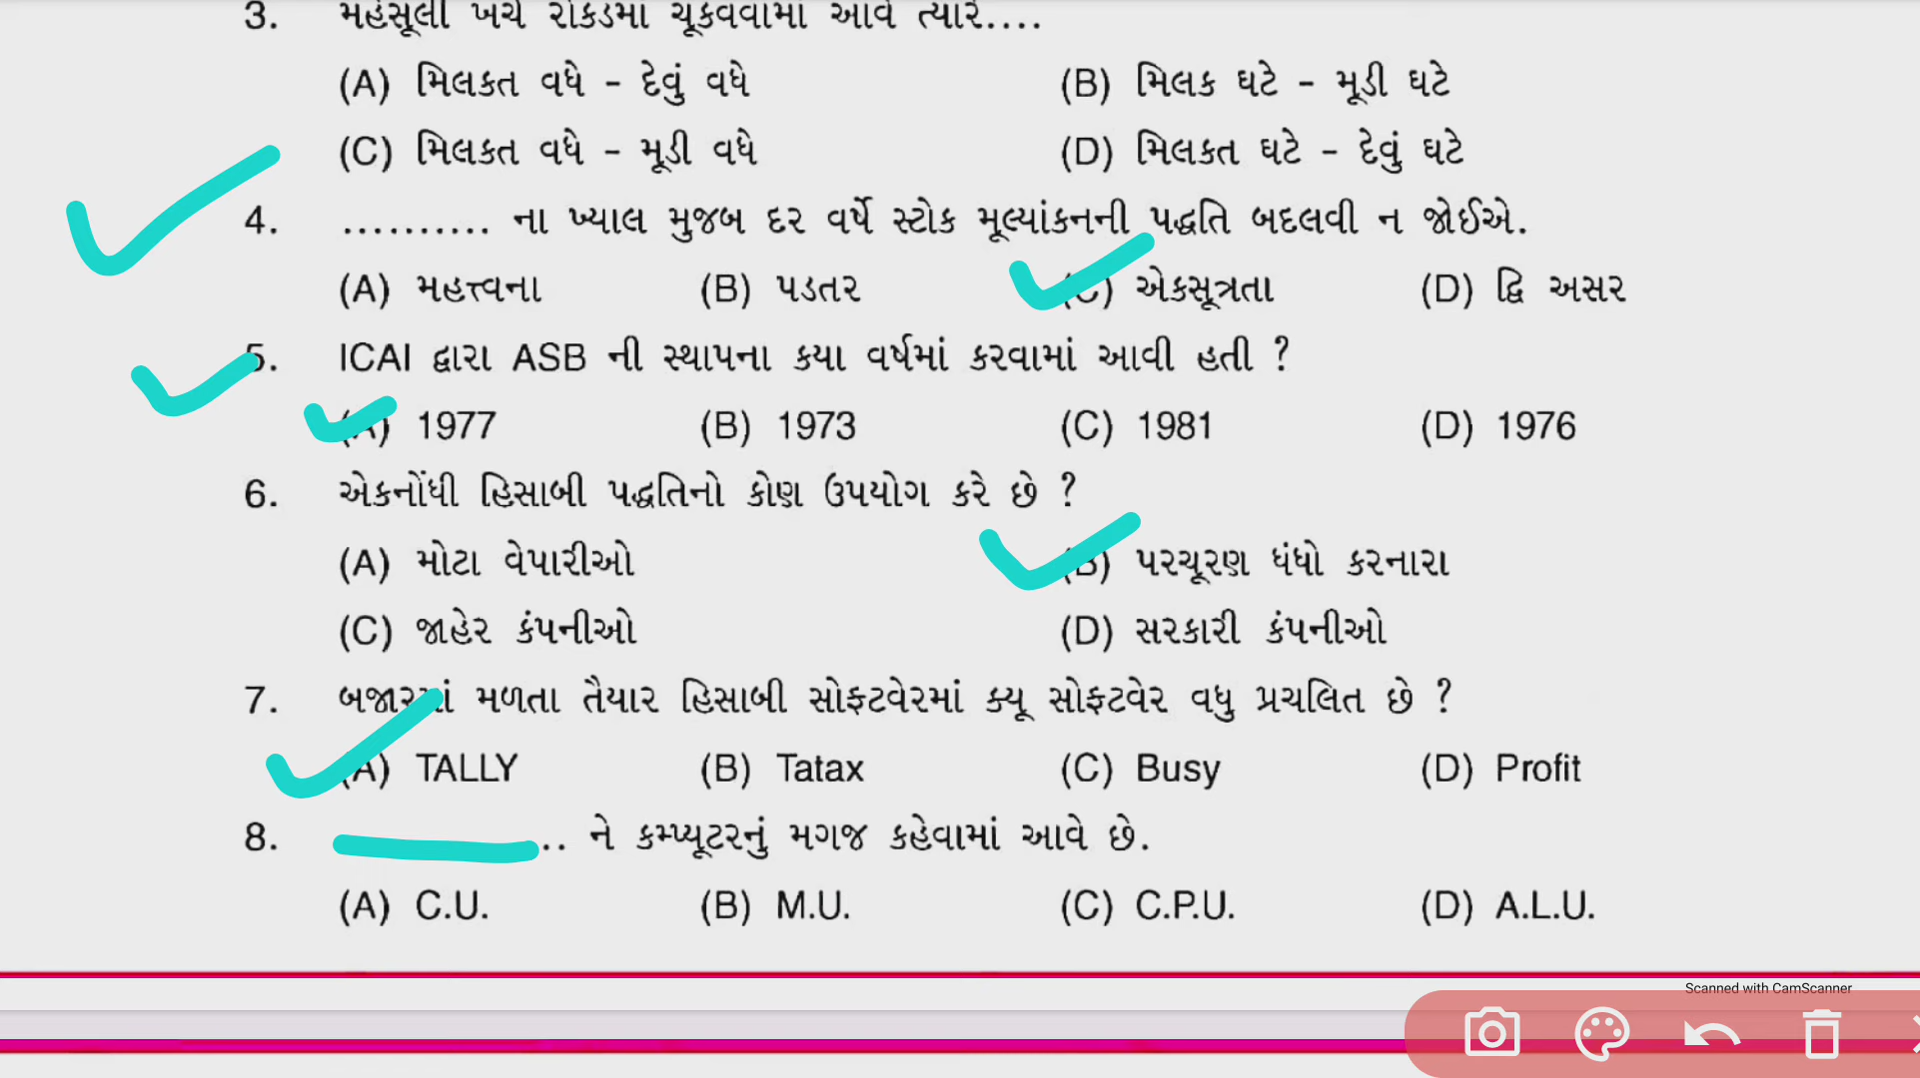 3. મહેસૂલી ખર્ચ રોકડમાં ચૂકવવામાં આવે ત્યારે....
(A) મિલકત વધે – દેવું વધે (B) મિલક ઘટે – મૂડી ઘટે
(C) મિલકત વધે – મૂડી વધે (D) મિલકત ઘટે – દેવું ઘટે
4. .......... ના ખ્યાલ મુજબ દર વર્ષે સ્ટોક મૂલ્યાંકનની પદ્ધતિ બદલવી ન જોઈએ.
(A) મહત્ત્વના (B) પડતર (C) એકસૂત્રતા (D) દ્વિ અસર
5. ICAI દ્વારા ASB ની સ્થાપના કયા વર્ષમાં કરવામાં આવી હતી ?
(A) 1977 (B) 1973 (C) 1981 (D) 1976
6. એકનોંધી હિસાબી પદ્ધતિનો કોણ ઉપયોગ કરે છે ?
(A) મોટા વેપારીઓ (B) પરચૂરણ ધંધો કરનારા
(C) જાહેર કંપનીઓ (D) સરકારી કંપનીઓ
7. બજારમાં મળતા તૈયાર હિસાબી સોફ્ટવેરમાં ક્યૂ સોફ્ટવેર વધુ પ્રચલિત છે ?
(A) TALLY (B) Tatax (C) Busy (D) Profit
8. .. ને કમ્પ્યૂટરનું મગજ કહેવામાં આવે છે.
(A) C.U. (B) M.U. (C) C.P.U. (D) A.L.U.
Scanned with CamScanner